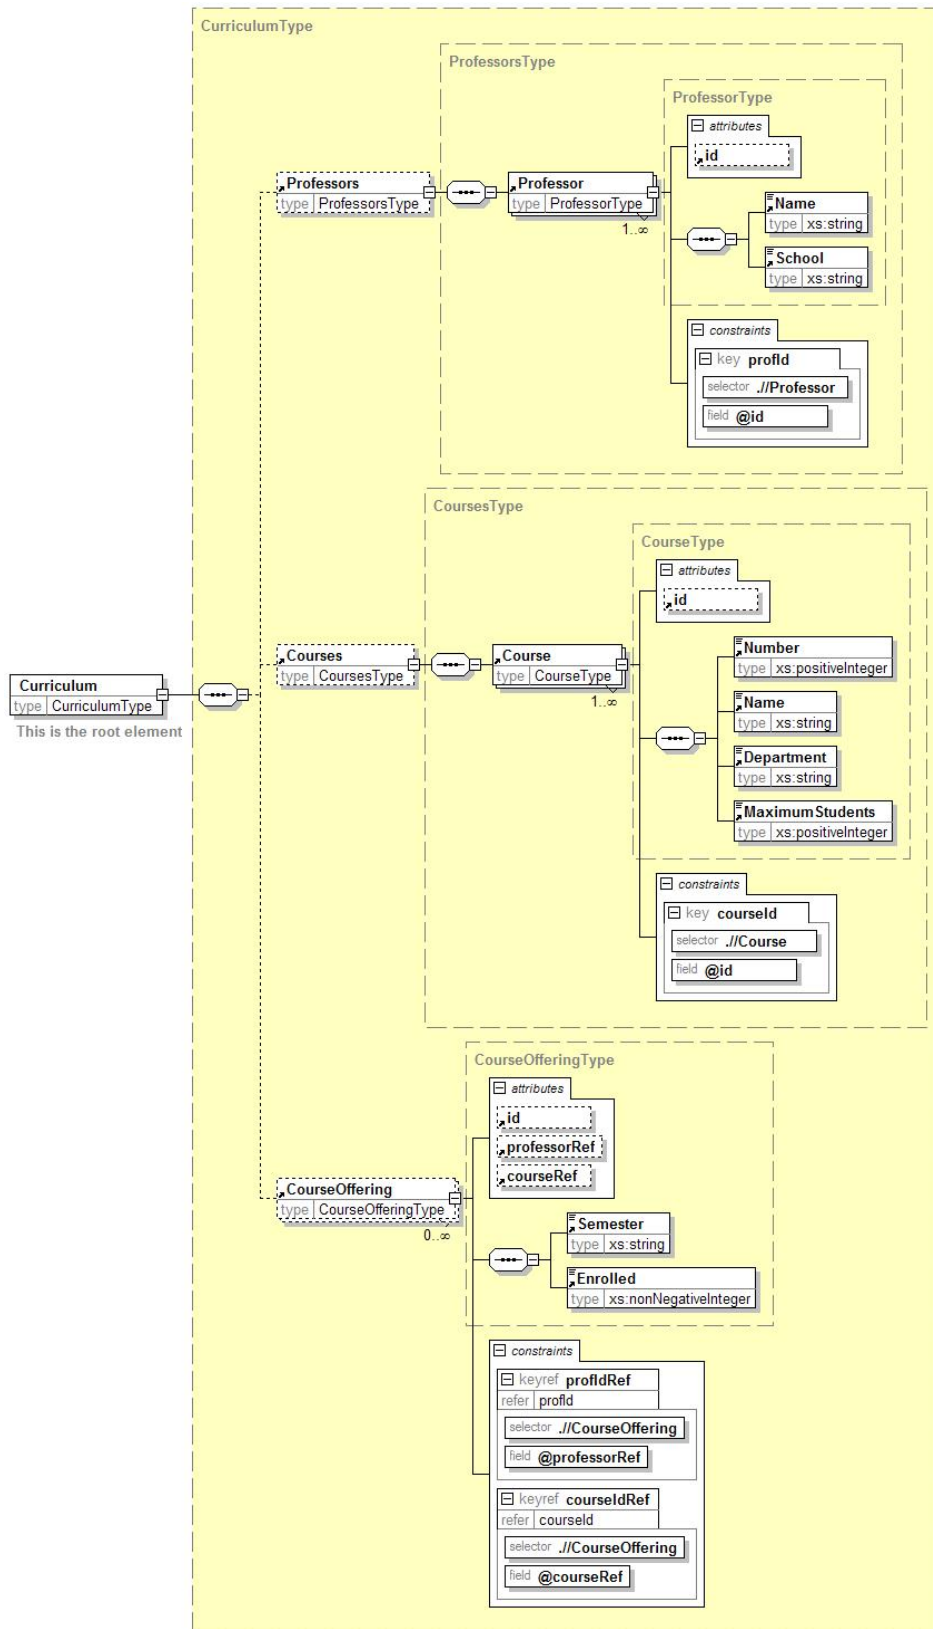 CurriculumType
ProfessorsType
ProfessorType
attributes
id
Professors
type ProfessorsType
Professor
type ProfessorType
1..∞
Name
type xs:string
School
type xs:string
constraints
key profId
selector .//Professor
field @id
CoursesType
CourseType
attributes
id
Courses
type CoursesType
Course
type CourseType
1..∞
Number
type xs:positiveInteger
Name
type xs:string
Department
type xs:string
MaximumStudents
type xs:positiveInteger
Curriculum
type CurriculumType
This is the root element
constraints
key courseId
selector .//Course
field @id
CourseOfferingType
attributes
id
professorRef
courseRef
CourseOffering
type CourseOfferingType
0..∞
Semester
type xs:string
Enrolled
type xs:nonNegativeInteger
constraints
keyref profIdRef
refer profId
selector .//CourseOffering
field @professorRef
keyref courseIdRef
refer courseId
selector .//CourseOffering
field @courseRef